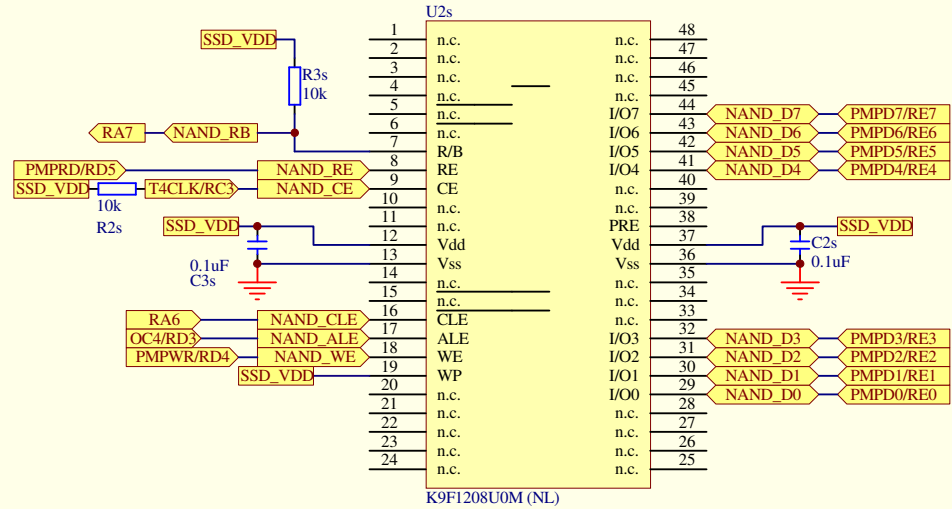 U2s
SSD_VDD
R3s
10k
RA7 NAND_RB
PMPRD/RD5 NAND_RE
SSD_VDD T4CLK/RC3 NAND_CE
10k
R2s
SSD_VDD
0.1uF
C3s
RA6 NAND_CLE
OC4/RD3 NAND_ALE
PMPWR/RD4 NAND_WE
SSD_VDD
1 n.c.
2 n.c.
3 n.c.
4 n.c.
5 n.c.
6 n.c.
7 R/B
8 RE
9 CE
10 n.c.
11 n.c.
12 Vdd
13 Vss
14 n.c.
15 n.c.
16 CLE
17 ALE
18 WE
19 WP
20 n.c.
21 n.c.
22 n.c.
23 n.c.
24 n.c.
n.c. 48
n.c. 47
n.c. 46
n.c. 45
I/O7 44 NAND_D7 PMPD7/RE7
I/O6 43 NAND_D6 PMPD6/RE6
I/O5 42 NAND_D5 PMPD5/RE5
I/O4 41 NAND_D4 PMPD4/RE4
n.c. 40
n.c. 39
PRE 38 SSD_VDD
Vdd 37
C2s
Vss 36
0.1uF
n.c. 35
n.c. 34
n.c. 33
I/O3 32 NAND_D3 PMPD3/RE3
I/O2 31 NAND_D2 PMPD2/RE2
I/O1 30 NAND_D1 PMPD1/RE1
I/O0 29 NAND_D0 PMPD0/RE0
n.c. 28
n.c. 27
n.c. 26
n.c. 25
K9F1208U0M (NL)